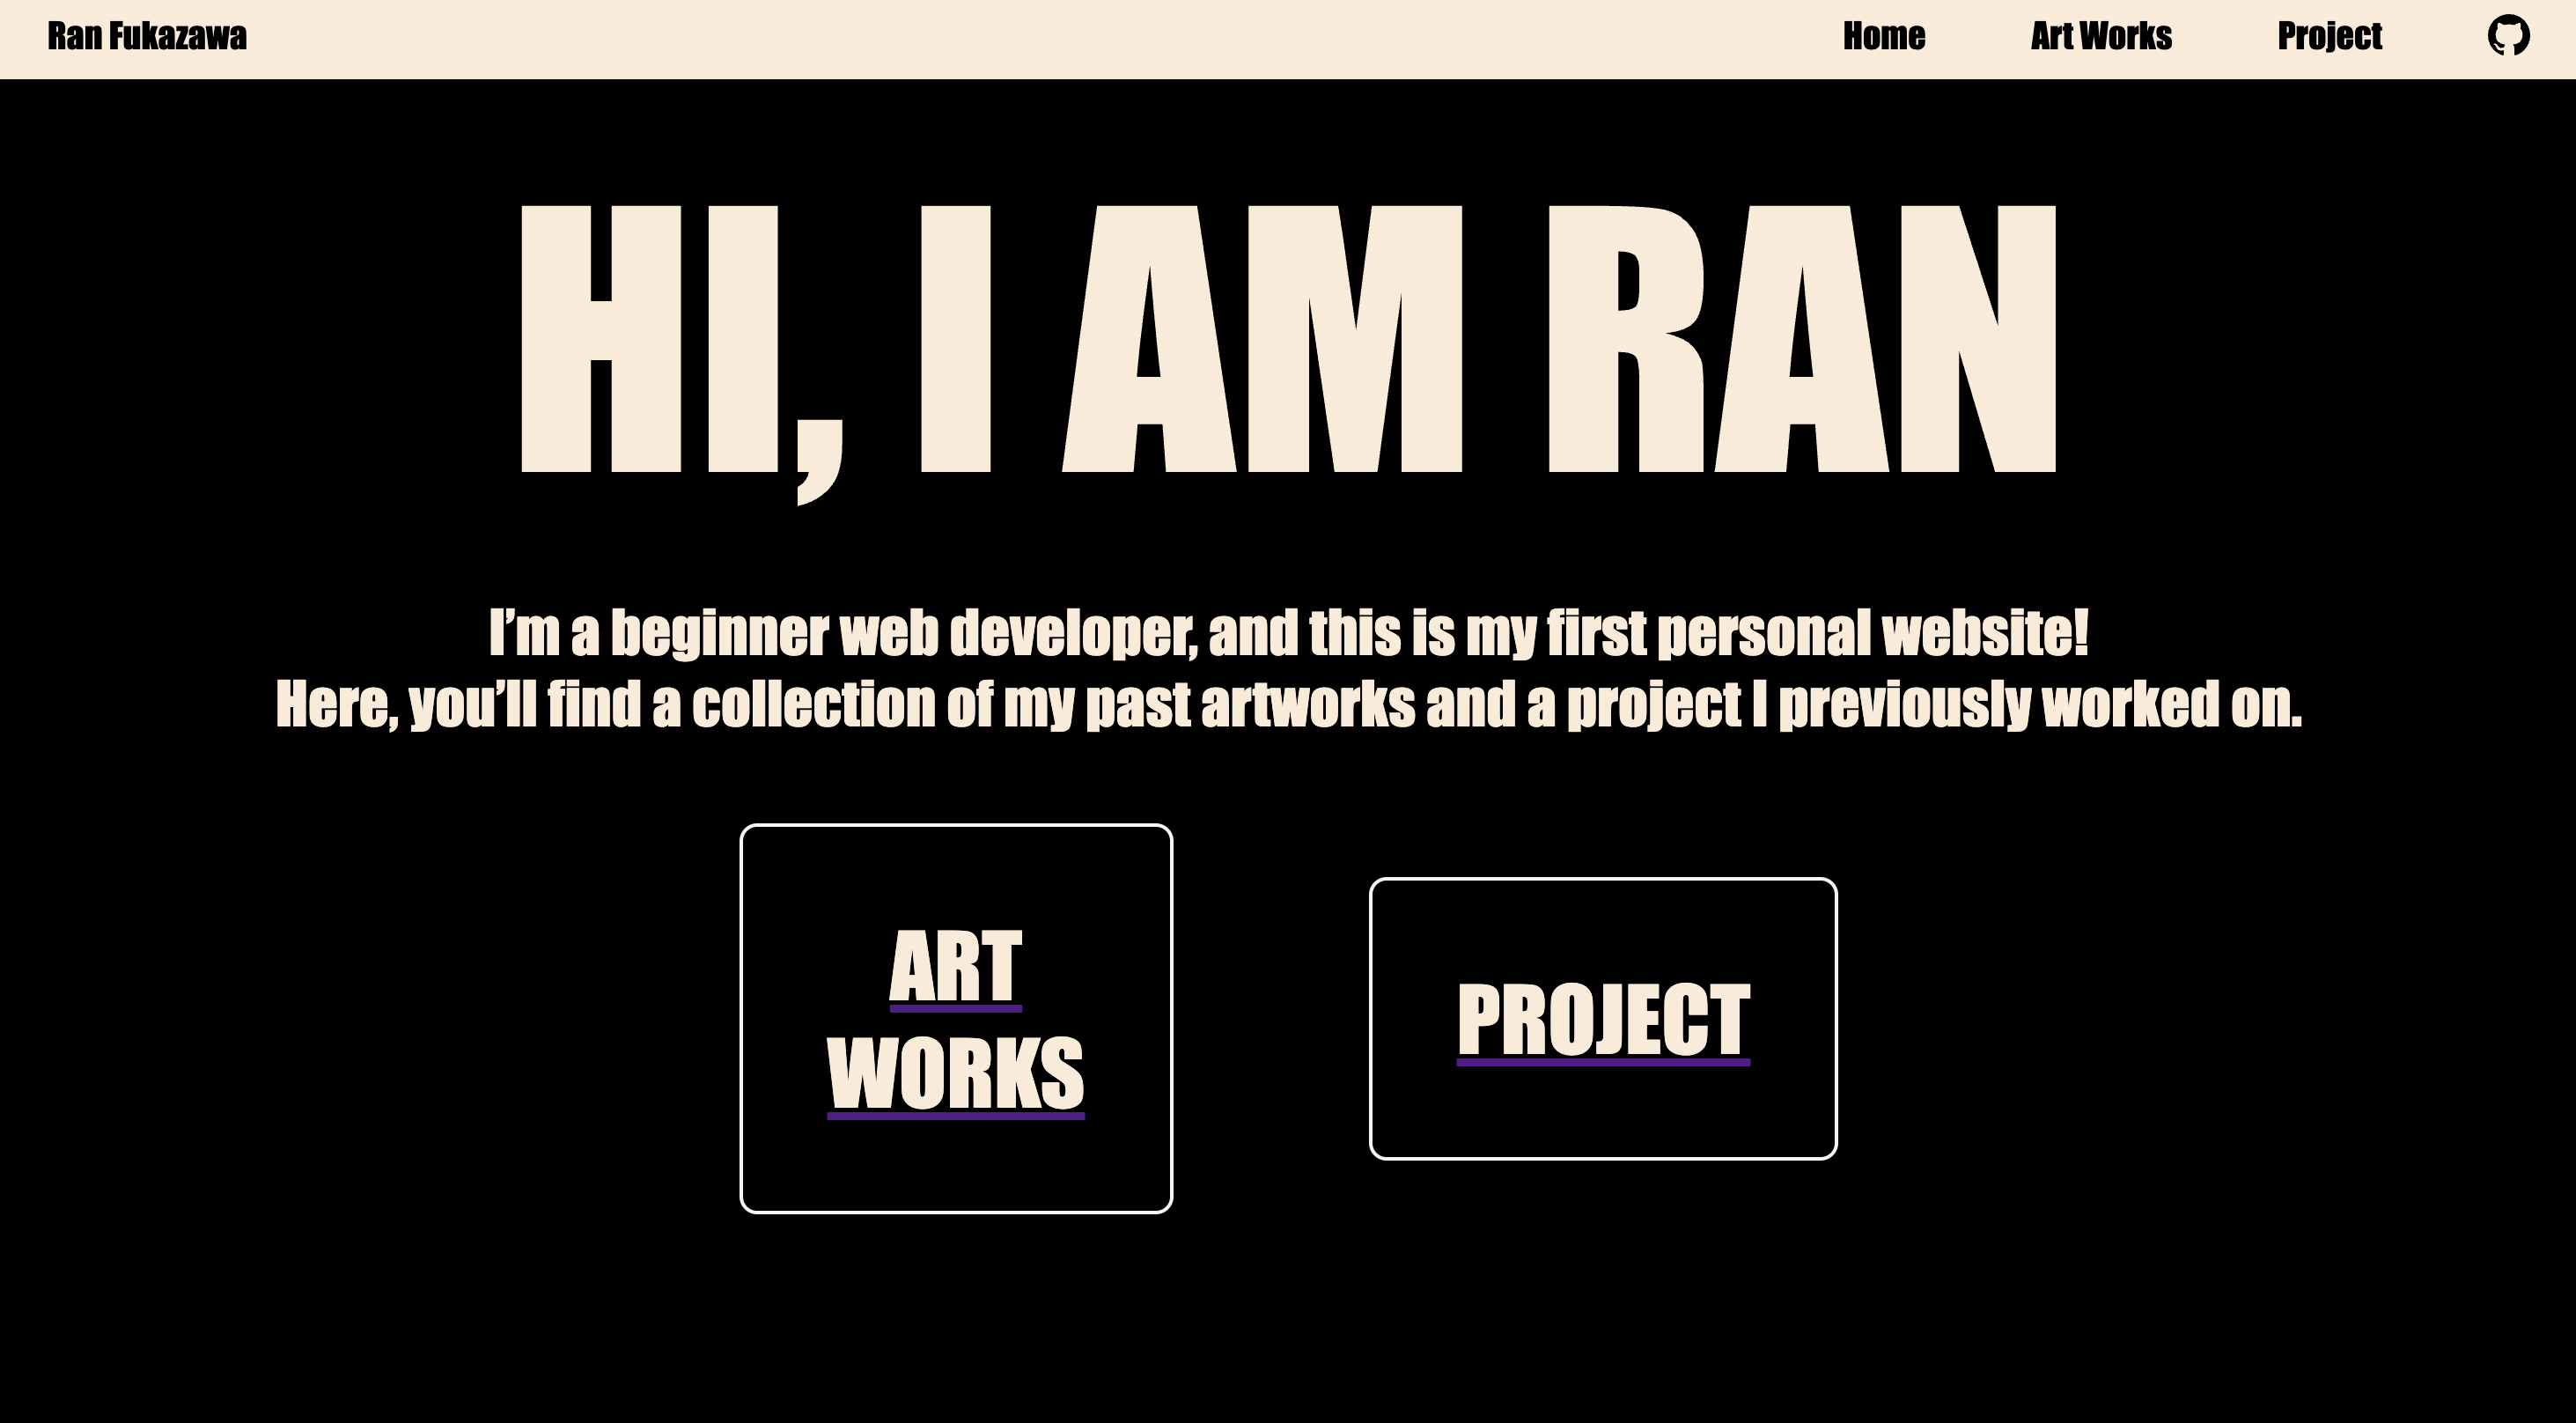 Ran Fukazawa
Home
Art Works
Project
HI, I AM RAN
I’m a beginner web developer, and this is my first personal website!
Here, you’ll find a collection of my past artworks and a project I previously worked on.
ART
WORKS
PROJECT